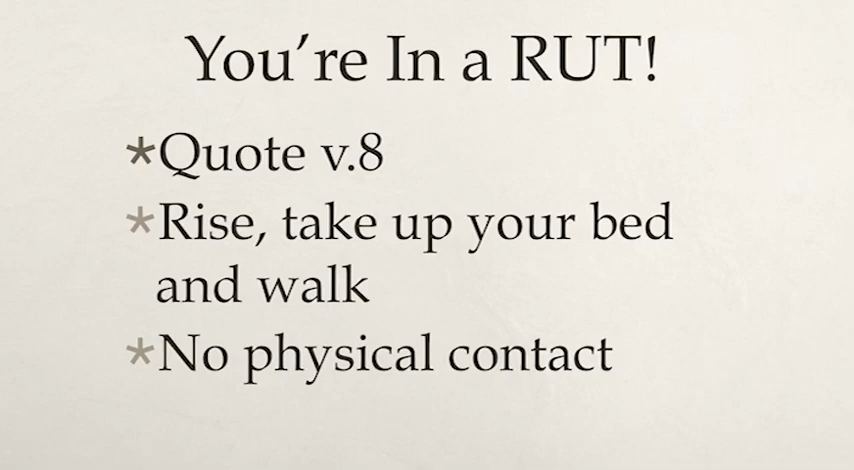 You’re In a RUT!
*Quote v.8
*Rise, take up your bed
and walk
*No physical contact